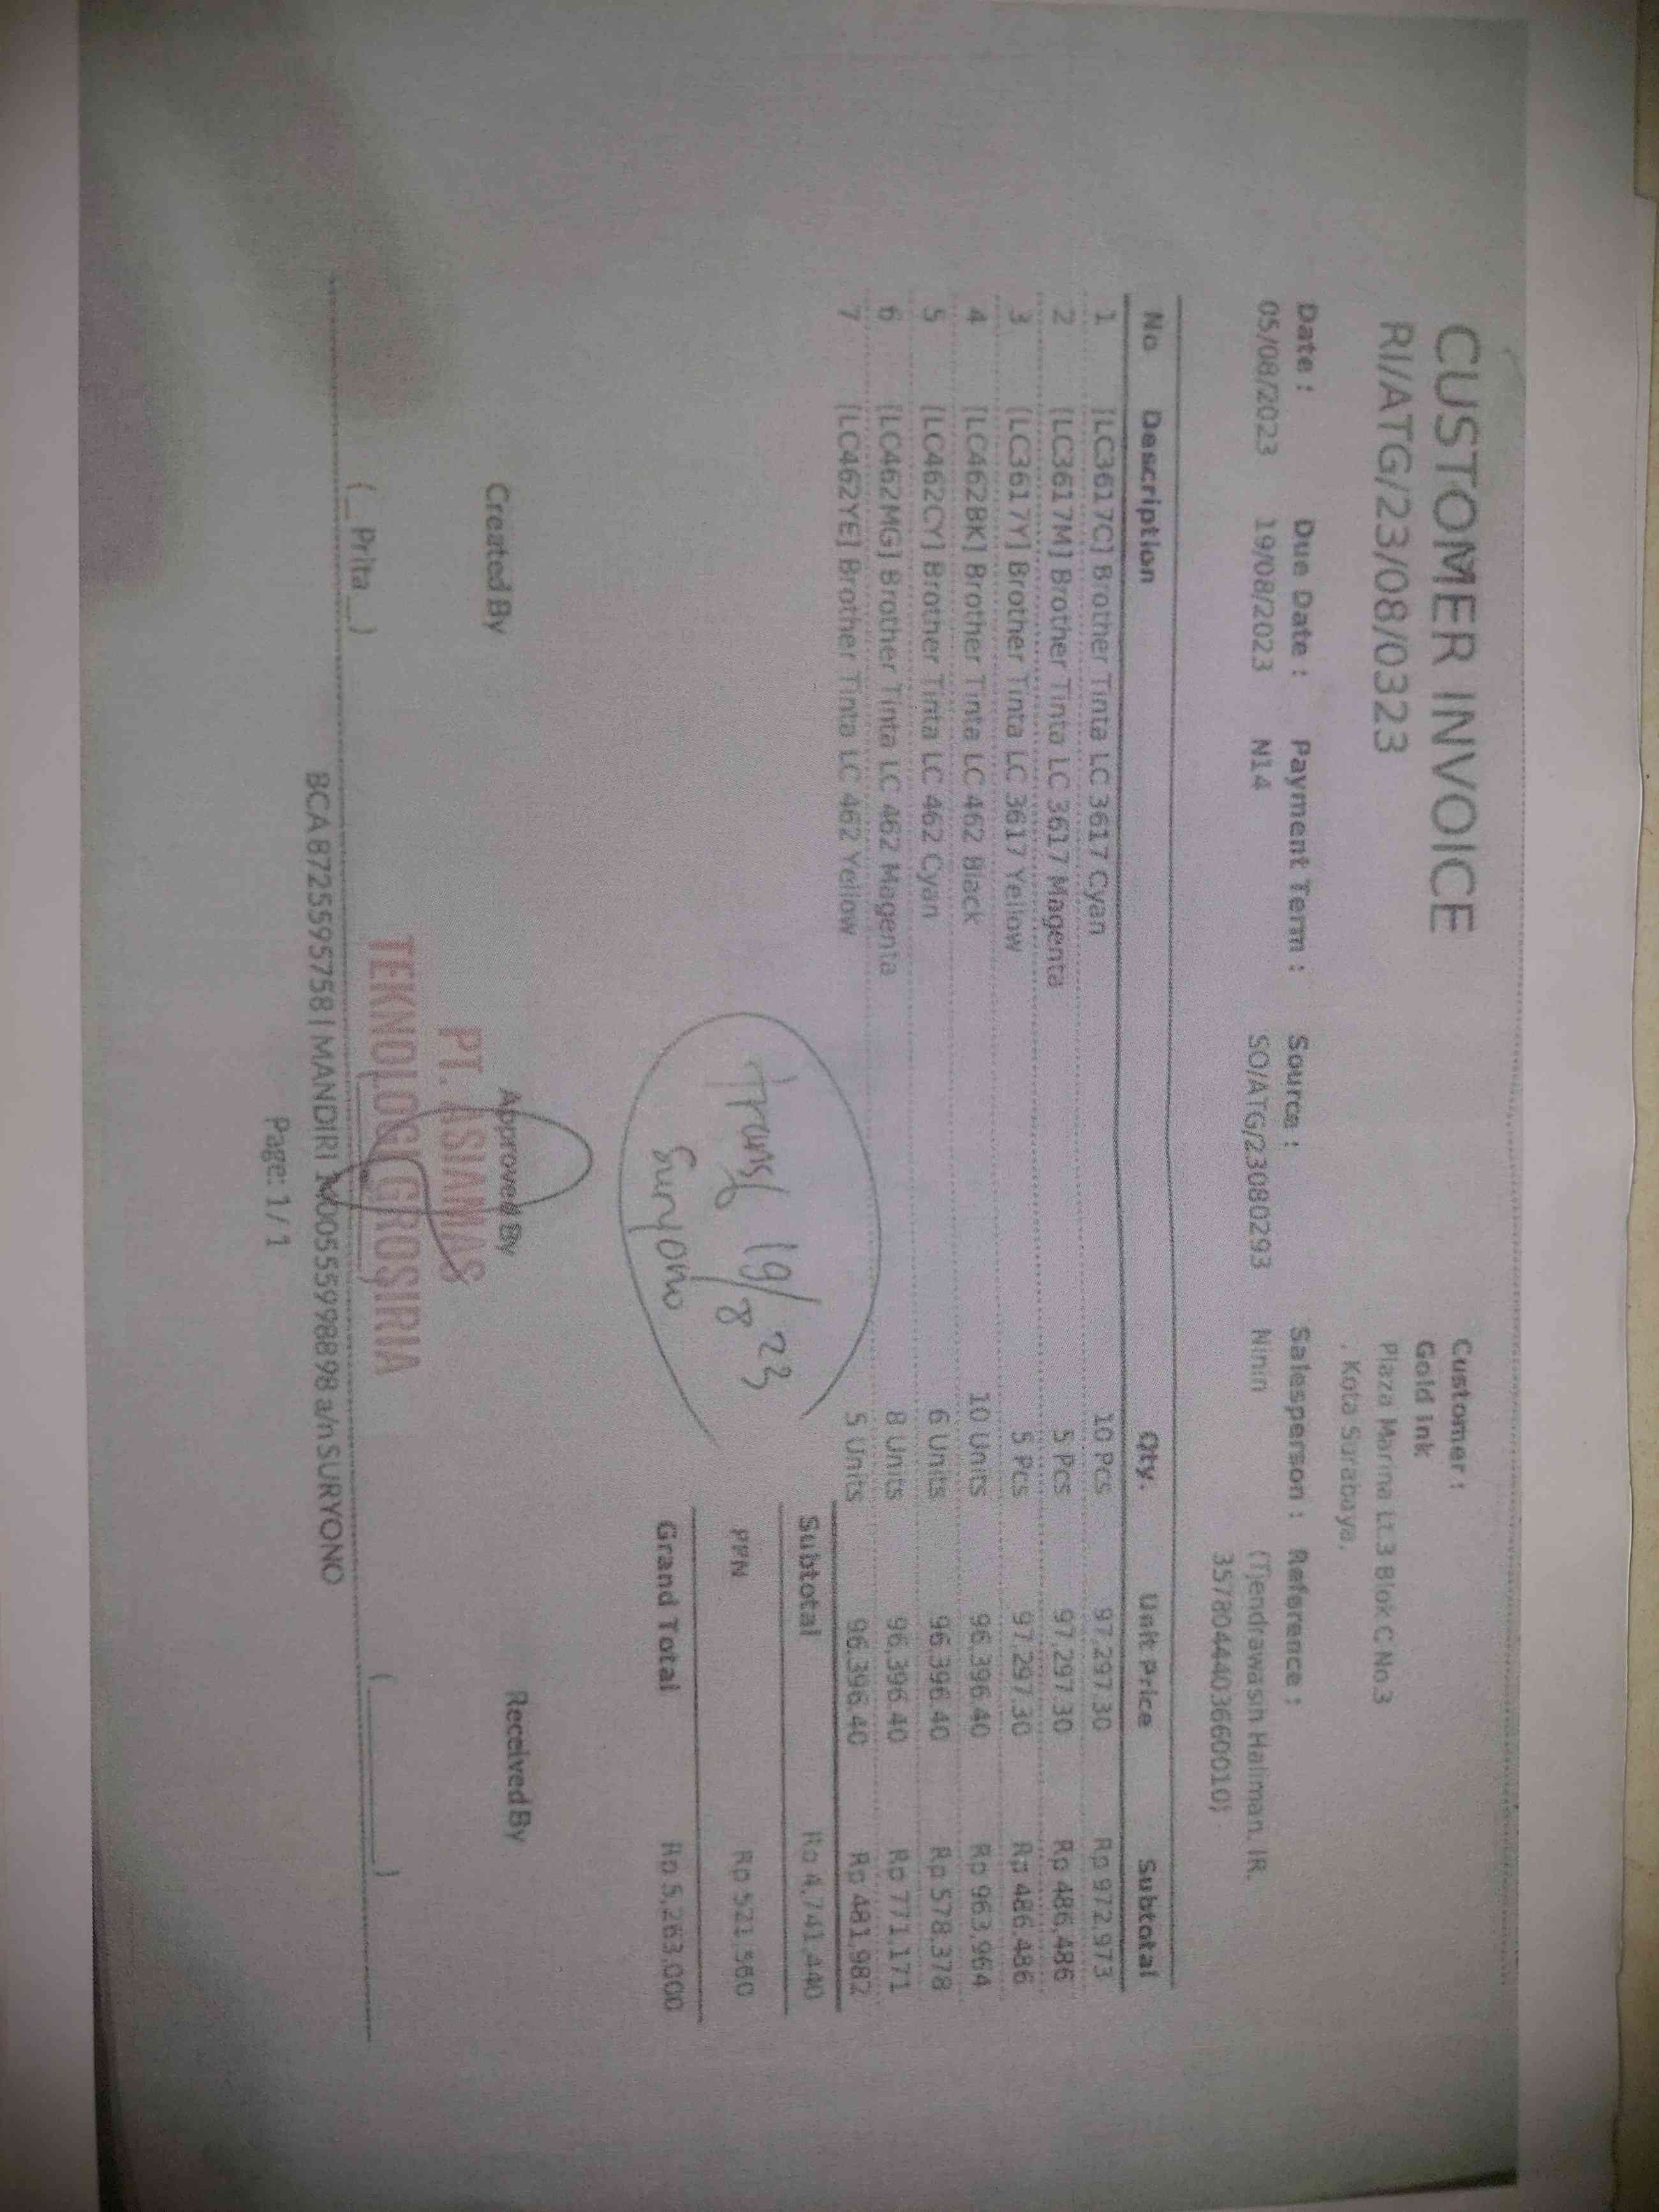 CUSTOMER INVOICE
RI/ATG/23/08/0323
Customer :
Gold Ink
Plaza Marina Lt.3 Blok C No 3
, Kota Surabaya,
Date : Due Date : Payment Term : Source : Salesperson : Reference :
05/08/2023 19/08/2023 N14 SO/ATG/23080293 Ninin (Tjendrawasih Haliman, IR.
3578044403660010)
No Description Qty. Unit Price Subtotal
1 [LC3617C] Brother Tinta LC 3617 Cyan 10 Pcs 97,297.30 Rp 972,973
2 [LC3617M] Brother Tinta LC 3617 Magenta 5 Pcs 97,297.30 Rp 486,486
3 [LC3617Y] Brother Tinta LC 3617 Yellow 5 Pcs 97,297.30 Rp 486,486
4 [LC462BK] Brother Tinta LC 462 Black 10 Units 96,396.40 Rp 963,964
5 [LC462CY] Brother Tinta LC 462 Cyan 6 Units 96,396.40 Rp 578,378
6 [LC462MG] Brother Tinta LC 462 Magenta 8 Units 96,396.40 Rp 771,171
7 [LC462YE] Brother Tinta LC 462 Yellow 5 Units 96,396.40 Rp 481,982
Subtotal Rp 4,741,440
PPN Rp 521,560
Grand Total Rp 5,263,000
Transf 19/8 23
Suryono
Created By Approved By Received By
PT. ASIAMAS
TEKNOLOGI GROSIRIA
(_ Prita _) (__________) (__________)
BCA 8725595758 | MANDIRI 1400555998898 a/n SURYONO
Page: 1 / 1